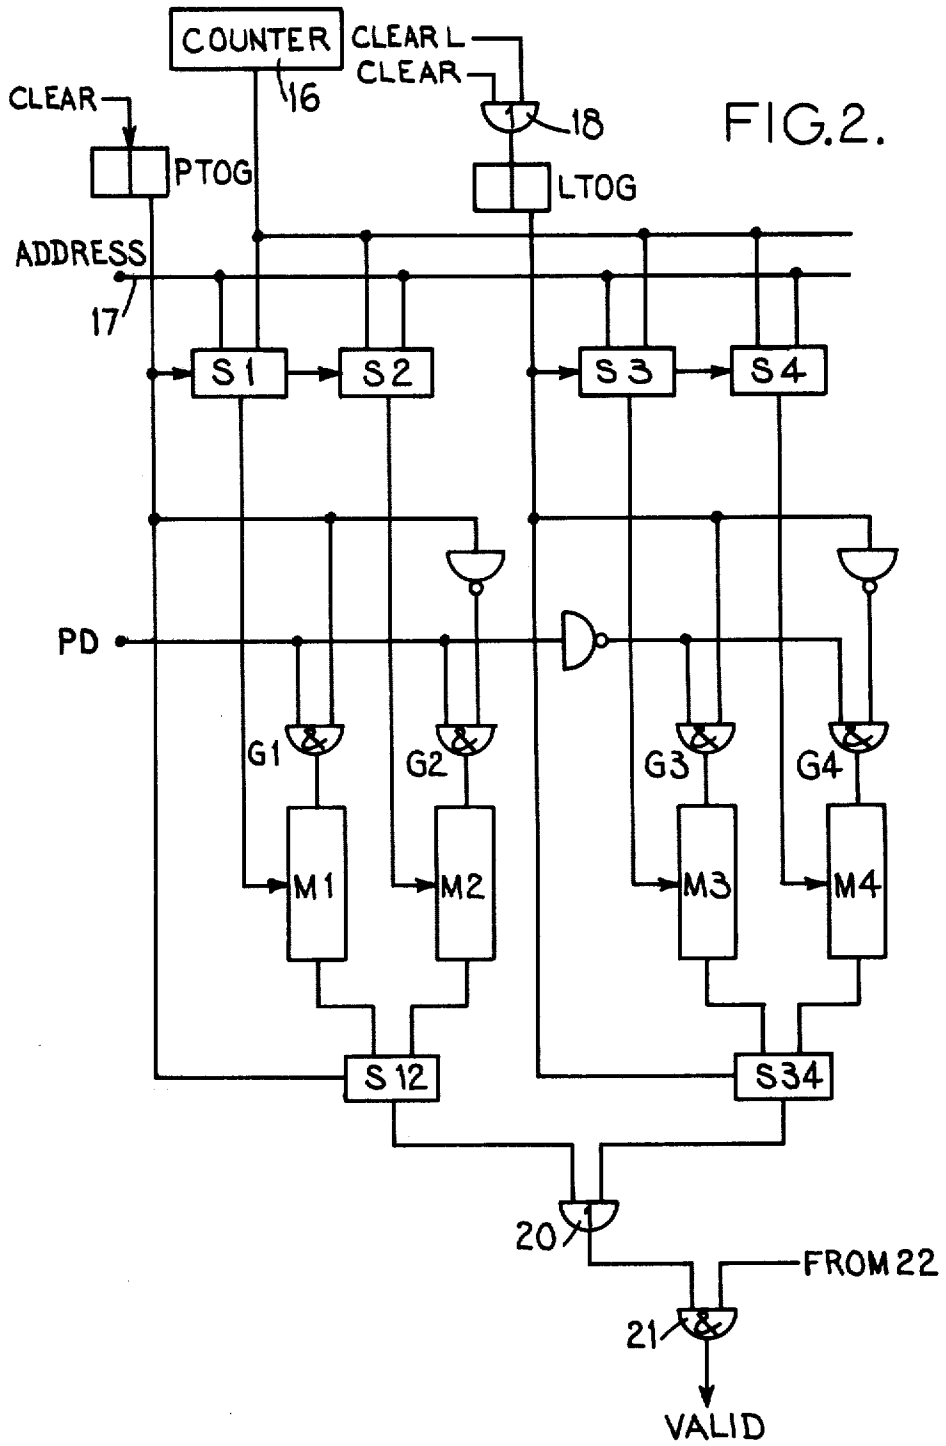 COUNTER
16
CLEAR L
CLEAR
1
18
FIG.2.
CLEAR
PTOG
LTOG
ADDRESS
17
S1
S2
S3
S4
PD
&
&
&
&
G1
G2
G3
G4
M1
M2
M3
M4
S12
S34
1
20
FROM 22
&
21
VALID